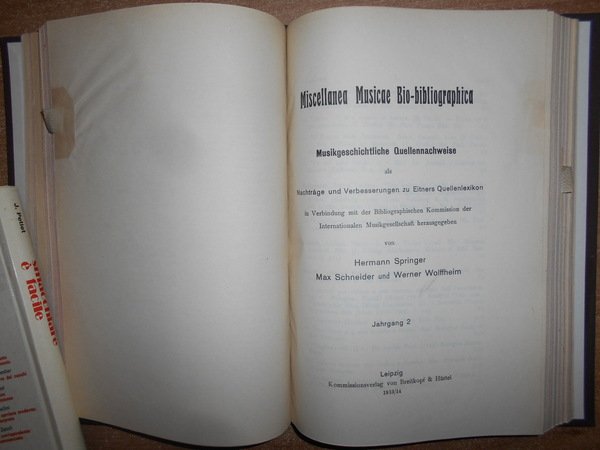 Miscellanea Musicae Bio-bibliographica
Musikgeschichtliche Quellennachweise
als
Nachträge und Verbesserungen zu Eitners Quellenlexikon
in Verbindung mit der Bibliographischen Kommission der
Internationalen Musikgesellschaft herausgegeben
von
Hermann Springer
Max Schneider und Werner Wolffheim
Jahrgang 2
Leipzig
Kommissionsverlag von Breitkopf & Härtel
1913/14
J. Pollet
è facile